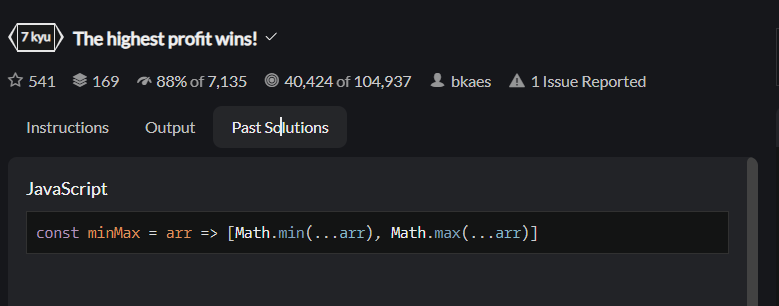 7 kyu The highest profit wins!
541 169 88% of 7,135 40,424 of 104,937 bkaes 1 Issue Reported
Instructions Output Past Solutions
JavaScript
const minMax = arr => [Math.min(...arr), Math.max(...arr)]